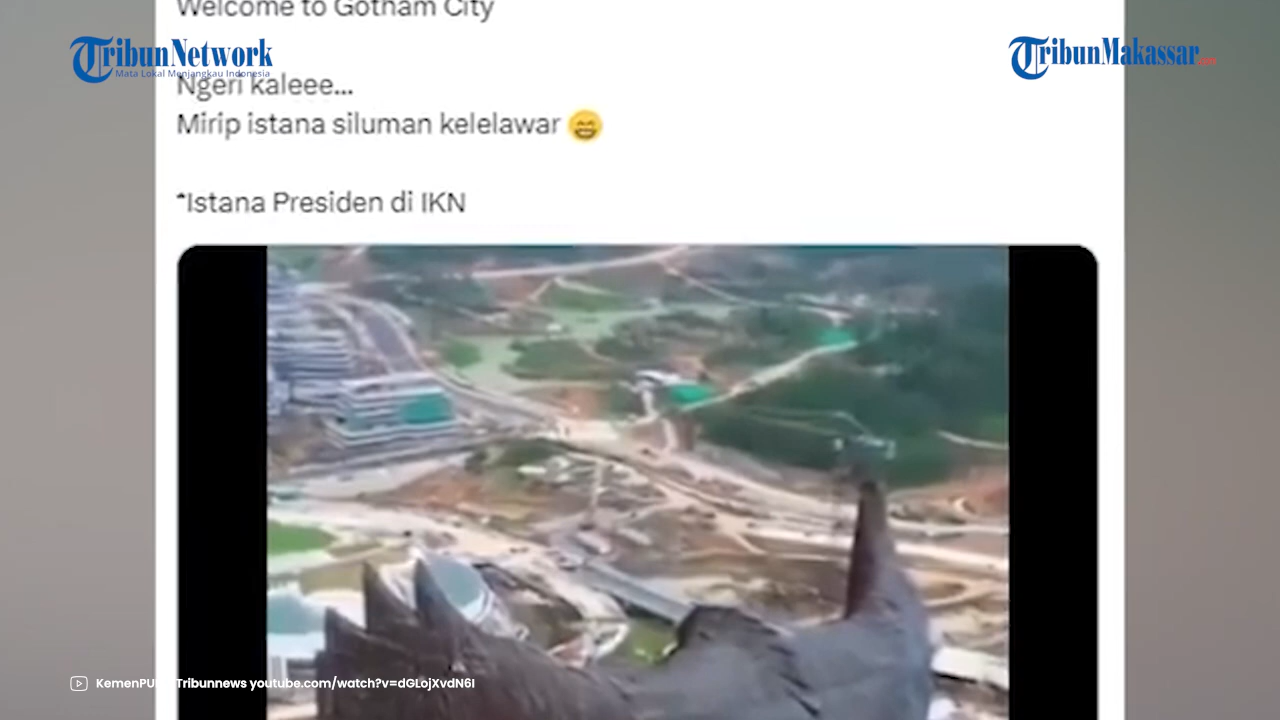 Welcome to Gotham City
TribunNetwork
Mata Lokal Menjangkau Indonesia
TribunMakassar.com
Ngeri kaleee...
Mirip istana siluman kelelawar 😄
*Istana Presiden di IKN
Tribunnews youtube.com/watch?v=dGLojXvdN6I